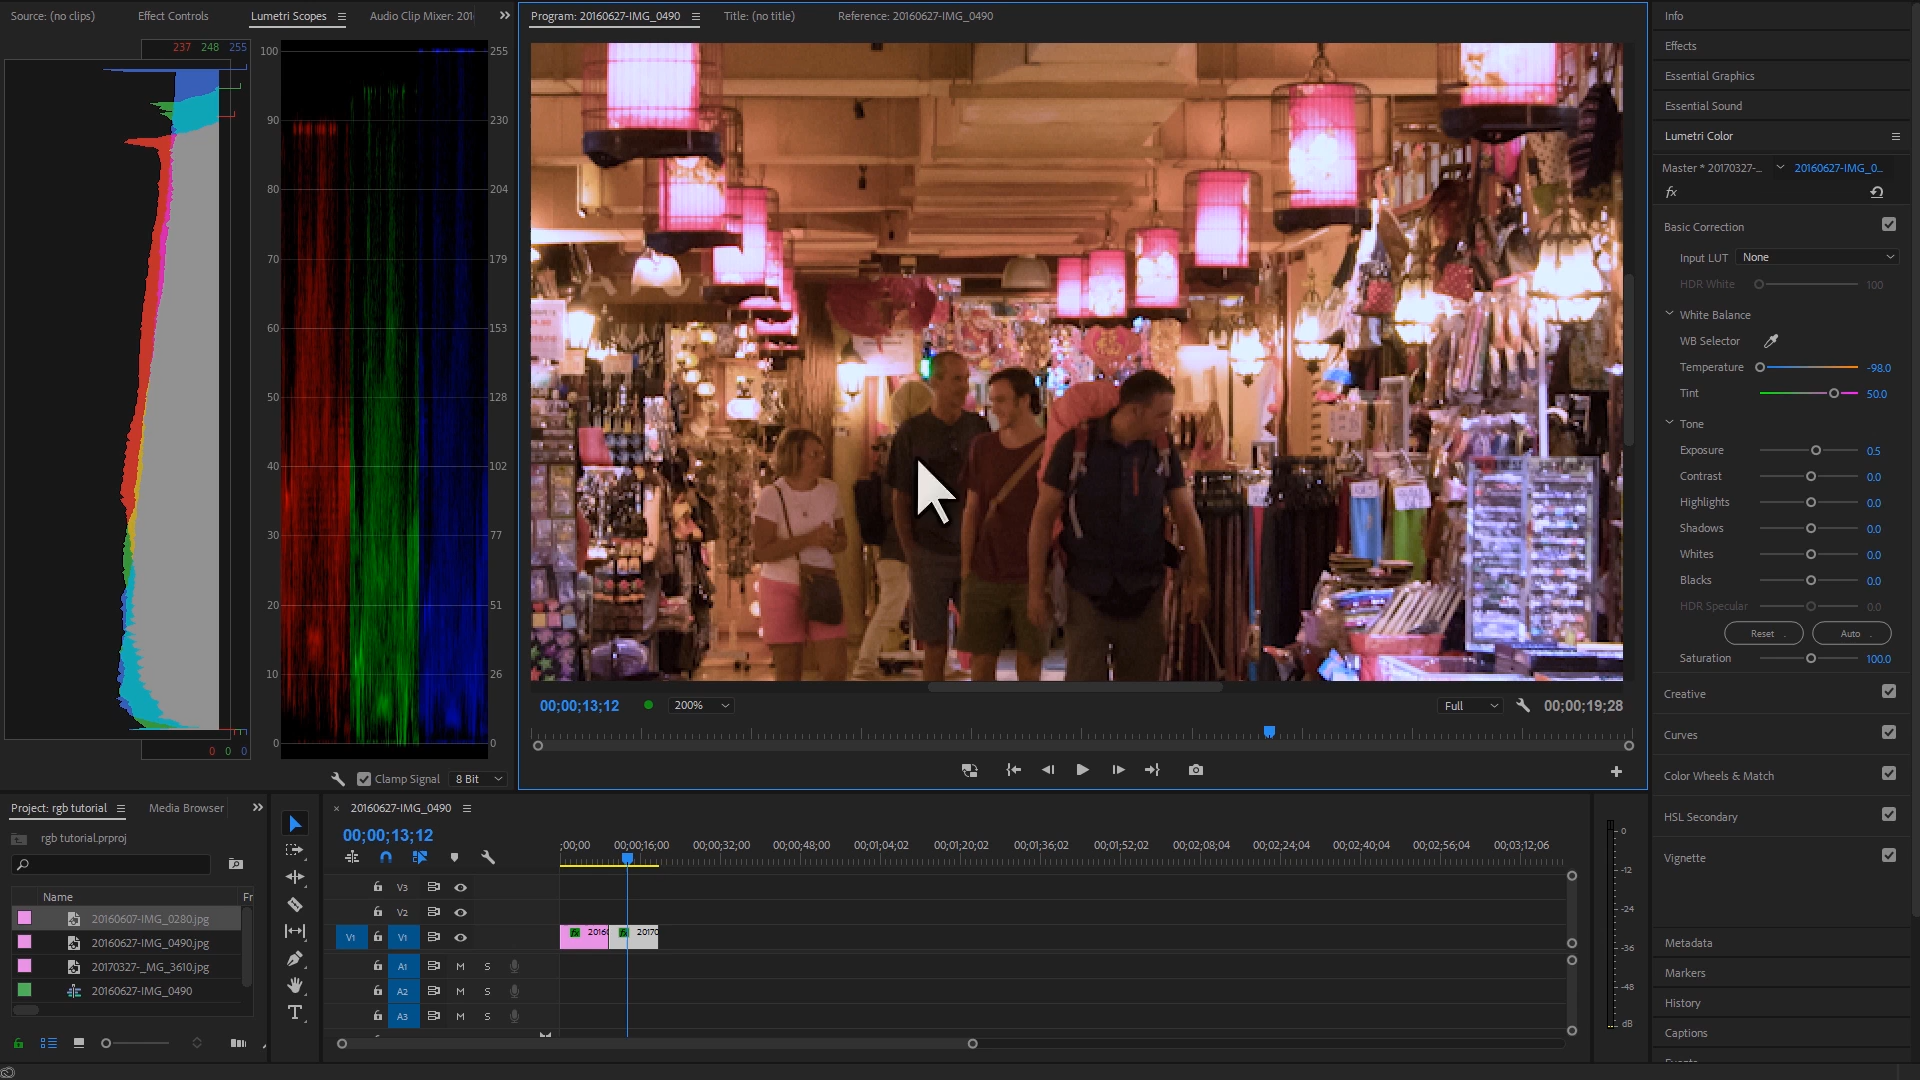 Source: (no clips)
Effect Controls
Lumetri Scopes
Audio Clip Mixer: 201
237 248 255
100
90
80
70
60
50
40
30
20
10
0
255
230
204
179
153
128
102
77
51
26
0
0 0 0
Clamp Signal
8 Bit
Program: 20160627-IMG_0490
Title: (no title)
Reference: 20160627-IMG_0490
00;00;13;12
200%
Full
00;00;19;28
Info
Effects
Essential Graphics
Essential Sound
Lumetri Color
Master * 20170327-...
20160627-IMG_0...
fx
Basic Correction
Input LUT None
HDR White 100
White Balance
WB Selector
Temperature -98.0
Tint 50.0
Tone
Exposure 0.5
Contrast 0.0
Highlights 0.0
Shadows 0.0
Whites 0.0
Blacks 0.0
HDR Specular 0.0
Reset
Auto
Saturation 100.0
Creative
Curves
Color Wheels & Match
HSL Secondary
Vignette
Metadata
Markers
History
Captions
Project: rgb tutorial
Media Browser
rgb tutorial.prproj
Name
Fr
20160607-IMG_0280.jpg
20160627-IMG_0490.jpg
20170327-_MG_3610.jpg
20160627-IMG_0490
T
× 20160627-IMG_0490
00;00;13;12
;00;00 00;00;16;00 00;00;32;00 00;00;48;00 00;01;04;02 00;01;20;02 00;01;36;02 00;01;52;02 00;02;08;04 00;02;24;04 00;02;40;04 00;02;56;04 00;03;12;06
V3
V2
V1 V1
fx 2016
fx 2017
A1 M S
A2 M S
A3 M S
0
-12
-24
-36
-48
dB